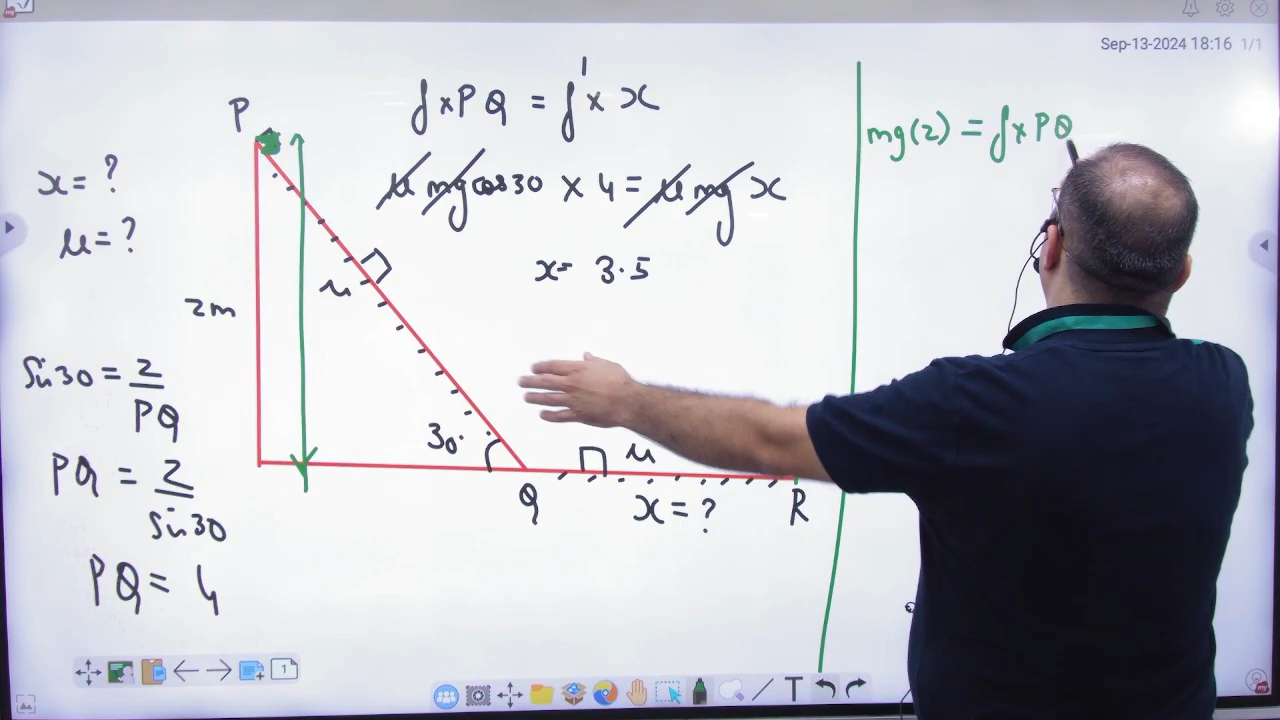 Sep-13-2024 18:16 1/1
P
f x PQ = f' x x
mg(2) = f x PQ
x = ?
μ mg cos30 x 4 = μ mg x
μ = ?
x = 3.5
μ
2m
Sin30 = 2/PQ
30°
μ
PQ = 2/Sin30
Q
x = ?
R
PQ = 4
1
T